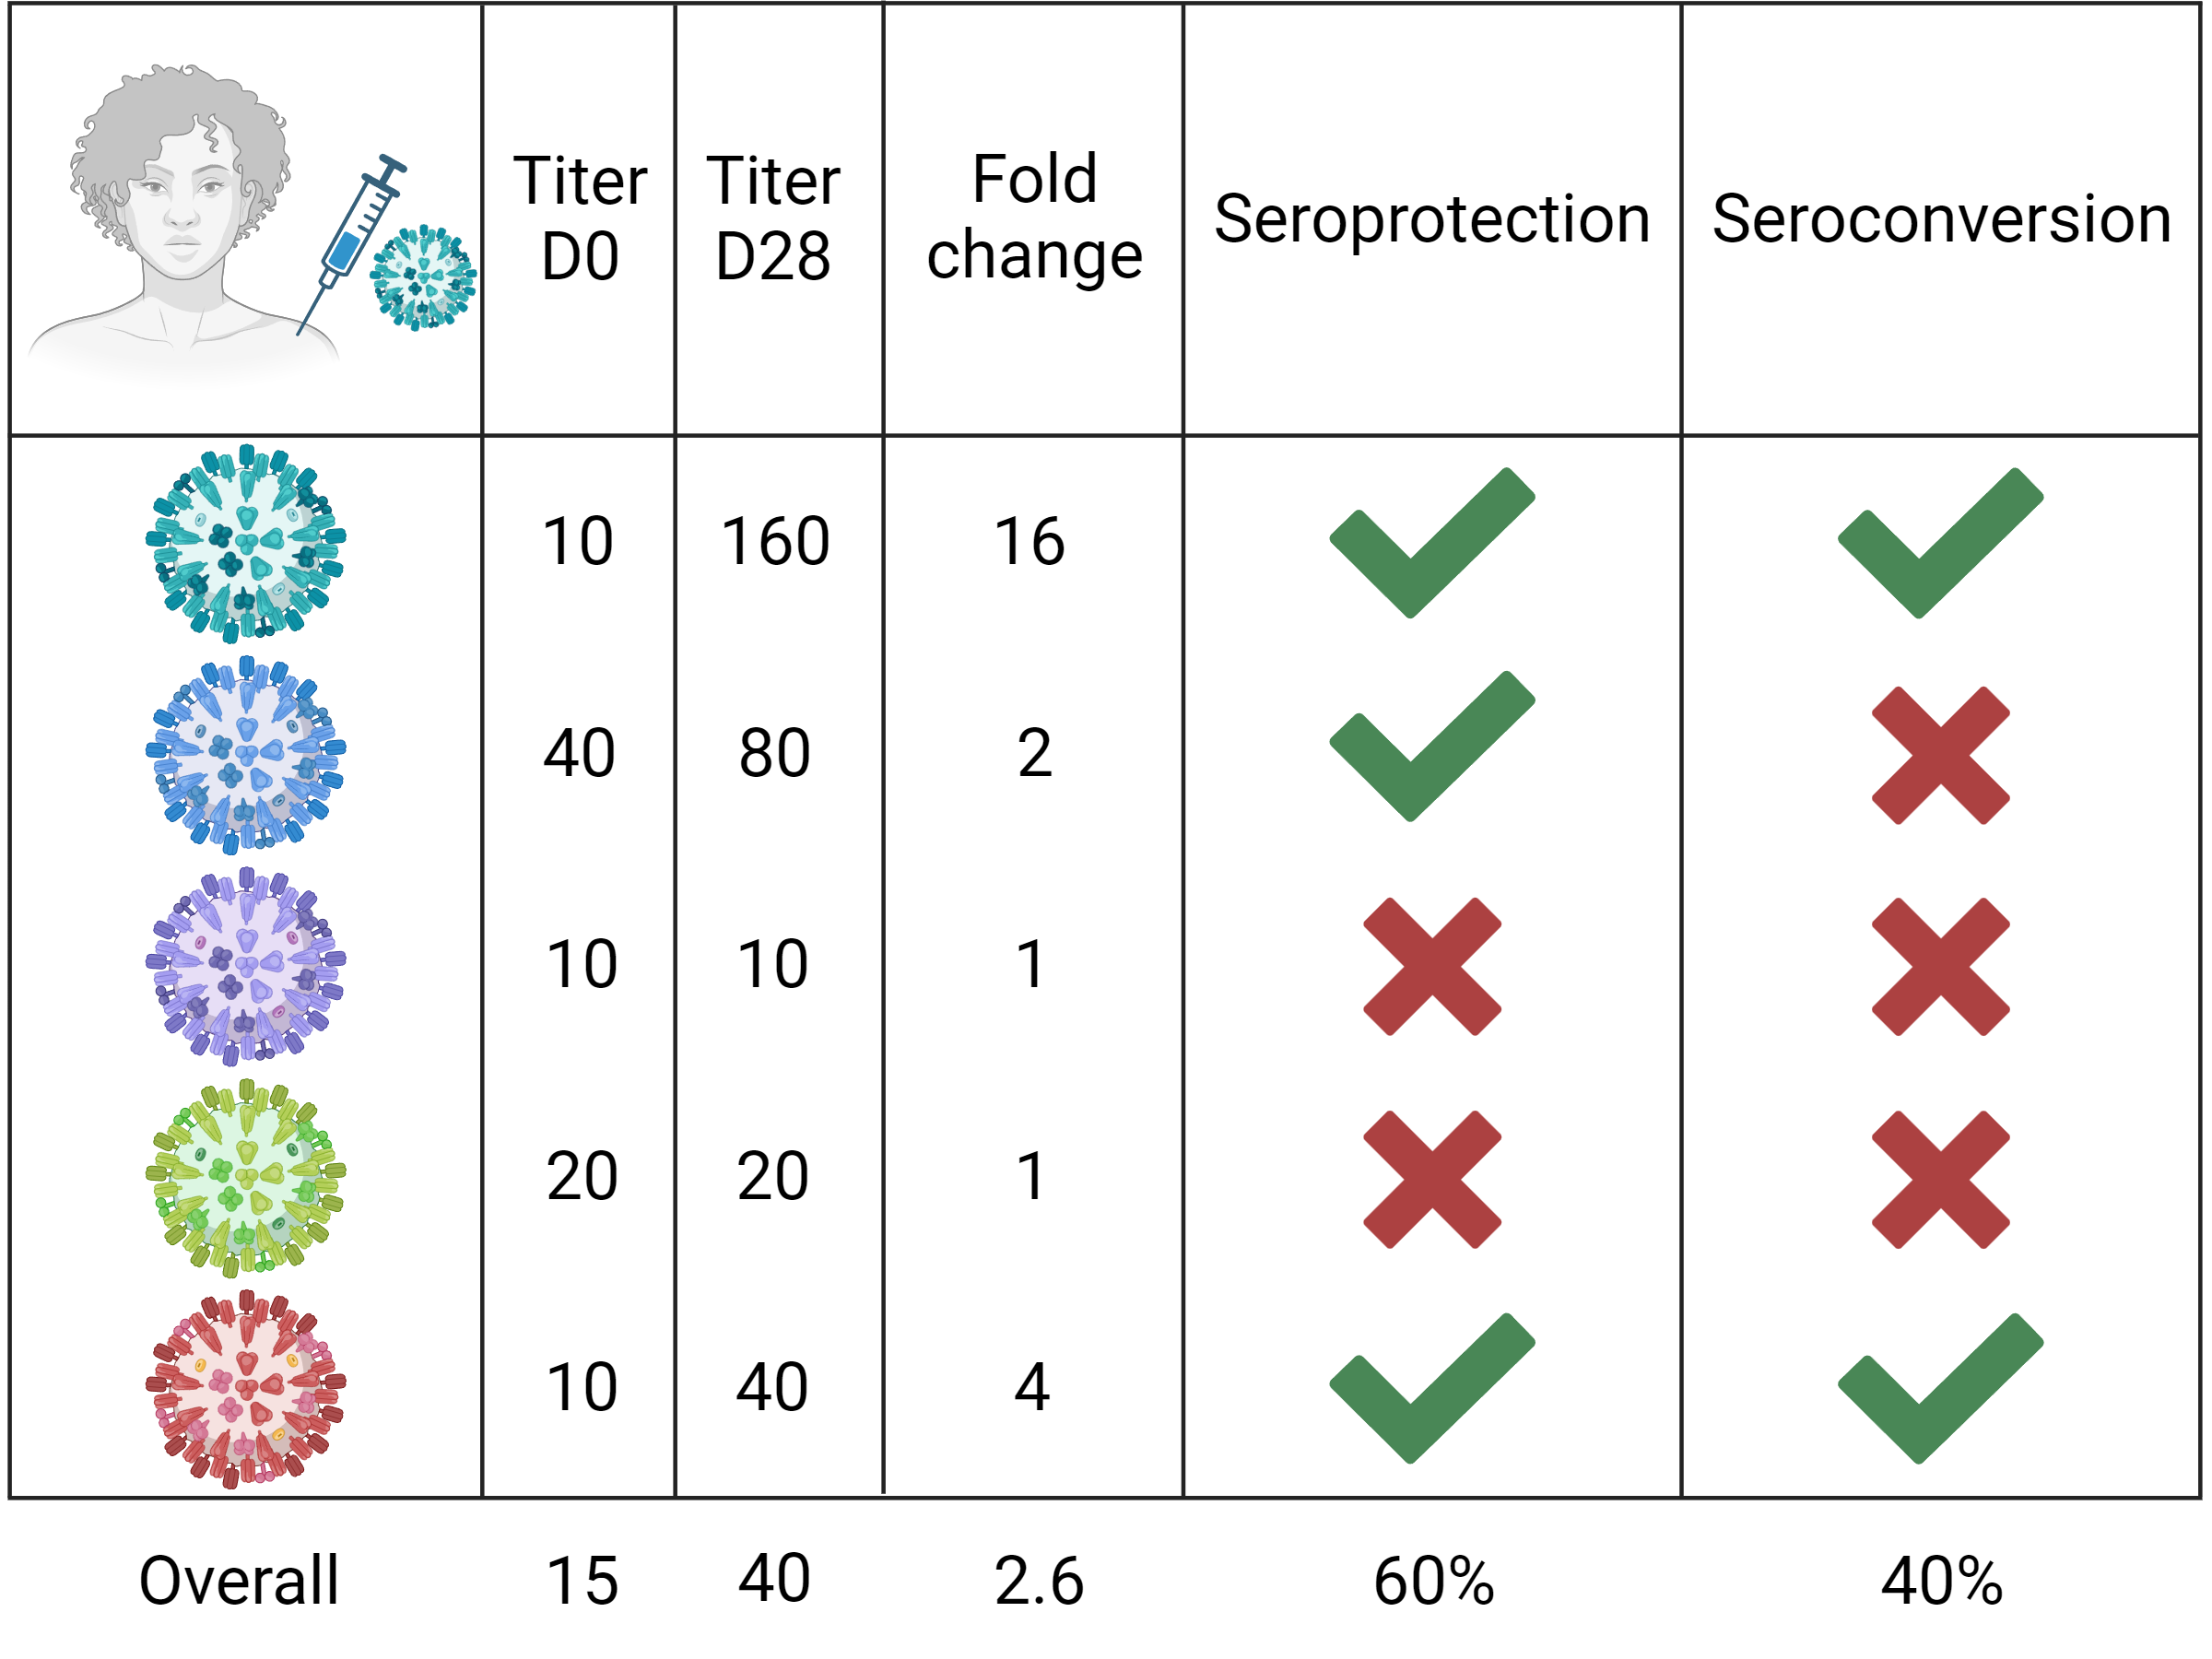 Titer D0
Titer D28
Fold change
Seroprotection
Seroconversion
10 160 16
40 80 2
10 10 1
20 20 1
10 40 4
Overall 15 40 2.6 60% 40%